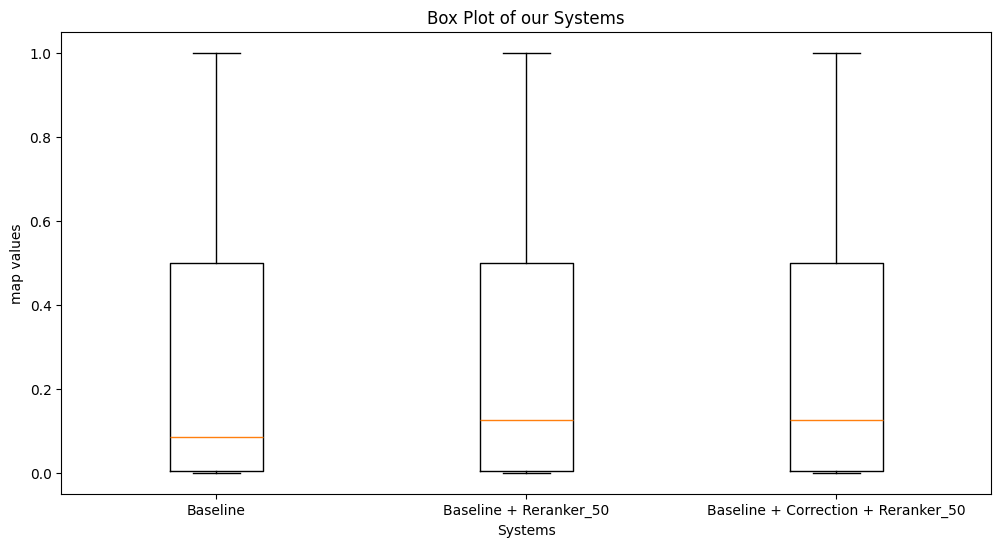 Box Plot of our Systems
1.0
0.8
0.6
0.4
0.2
0.0
map values
Baseline
Baseline + Reranker_50
Baseline + Correction + Reranker_50
Systems